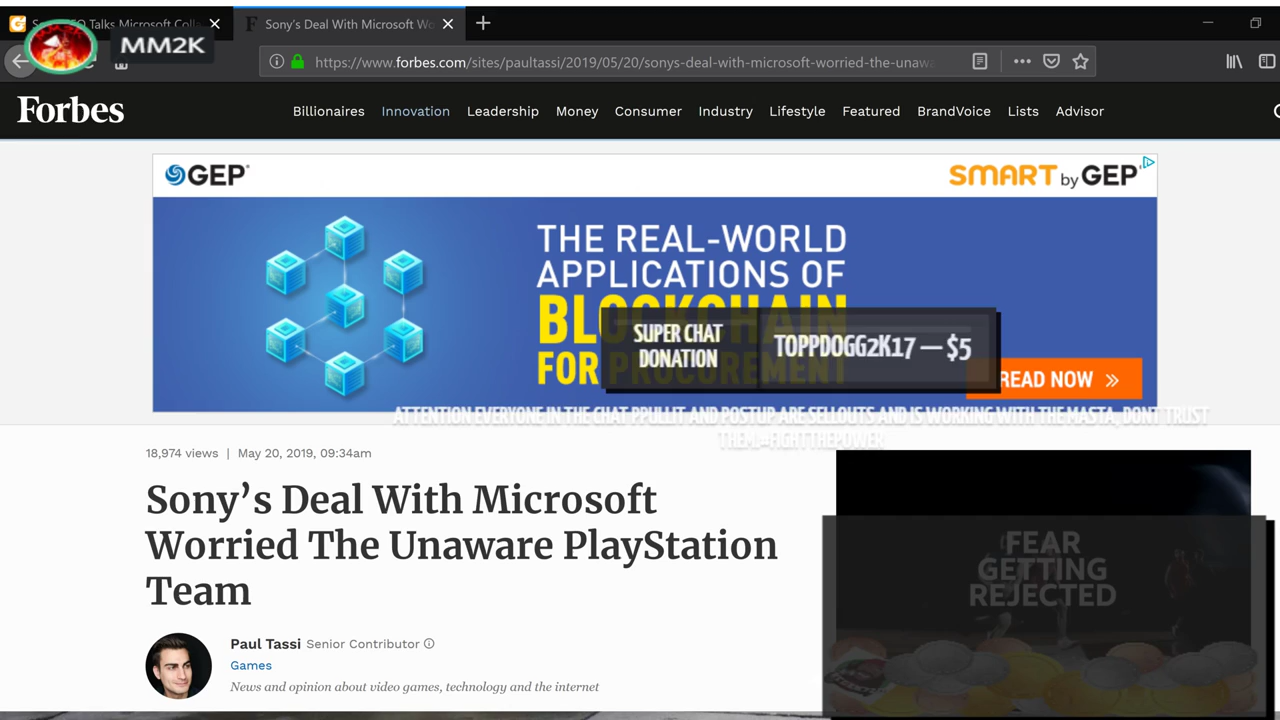 Talks Microsoft Coll
Sony's Deal With Microsoft Wo
MM2K
https://www.forbes.com/sites/paultassi/2019/05/20/sonys-deal-with-microsoft-worried-the-unaw
Forbes
Billionaires Innovation Leadership Money Consumer Industry Lifestyle Featured BrandVoice Lists Advisor
GEP
SMART by GEP
THE REAL-WORLD
APPLICATIONS OF
BLOCKCHAIN
FOR PROCUREMENT
SUPER CHAT
DONATION
TOPPDOGG2K17 — $5
READ NOW »
ATTENTION EVERYONE IN THE CHAT PPULLIT AND POSTUP ARE SELLOUTS AND IS WORKING WITH THE MASTA, DONT TRUST
THEM! #FIGHTTHEPOWER
18,974 views | May 20, 2019, 09:34am
Sony’s Deal With Microsoft
Worried The Unaware PlayStation
Team
FEAR
GETTING
REJECTED
Paul Tassi Senior Contributor
Games
News and opinion about video games, technology and the internet